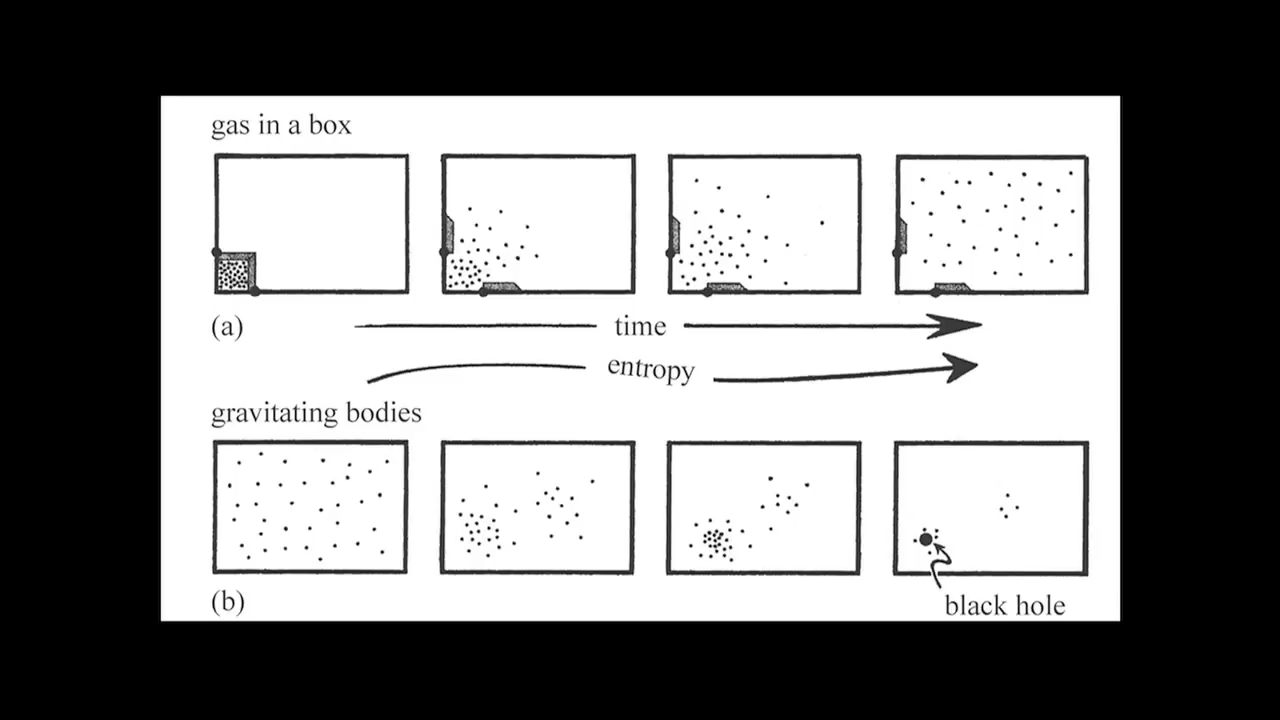 gas in a box
(a)
time
entropy
gravitating bodies
(b)
black hole